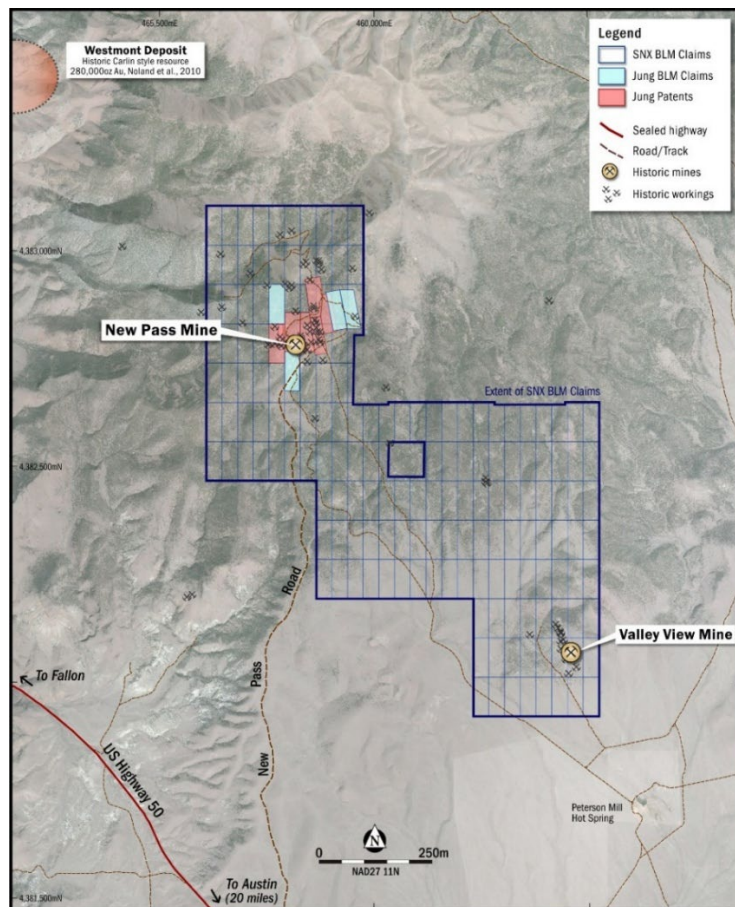 465,500mE
460,000mE
Westmont Deposit
Historic Carlin style resource
280,000oz Au, Noland et al., 2010
Legend
SNX BLM Claims
Jung BLM Claims
Jung Patents
Sealed highway
Road/Track
Historic mines
Historic workings
4,383,000mN
New Pass Mine
Extent of SNX BLM Claims
4,382,500mN
New Pass Road
Valley View Mine
To Fallon
US Highway 50
Peterson Mill
Hot Spring
N
0 250m
NAD27 11N
To Austin
(20 miles)
4,381,500mN